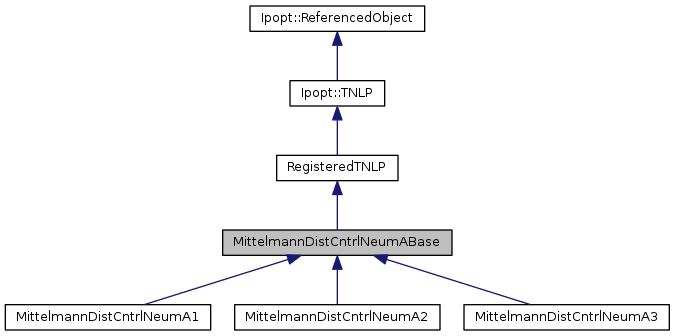 Ipopt::ReferencedObject
Ipopt::TNLP
RegisteredTNLP
MittelmannDistCntrlNeumABase
MittelmannDistCntrlNeumA1
MittelmannDistCntrlNeumA2
MittelmannDistCntrlNeumA3